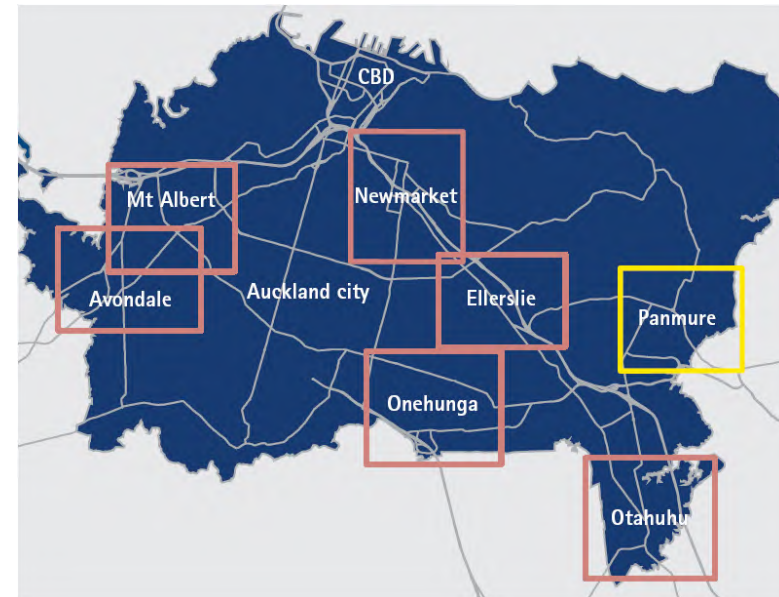 CBD
Mt Albert
Newmarket
Avondale
Auckland city
Ellerslie
Panmure
Onehunga
Otahuhu